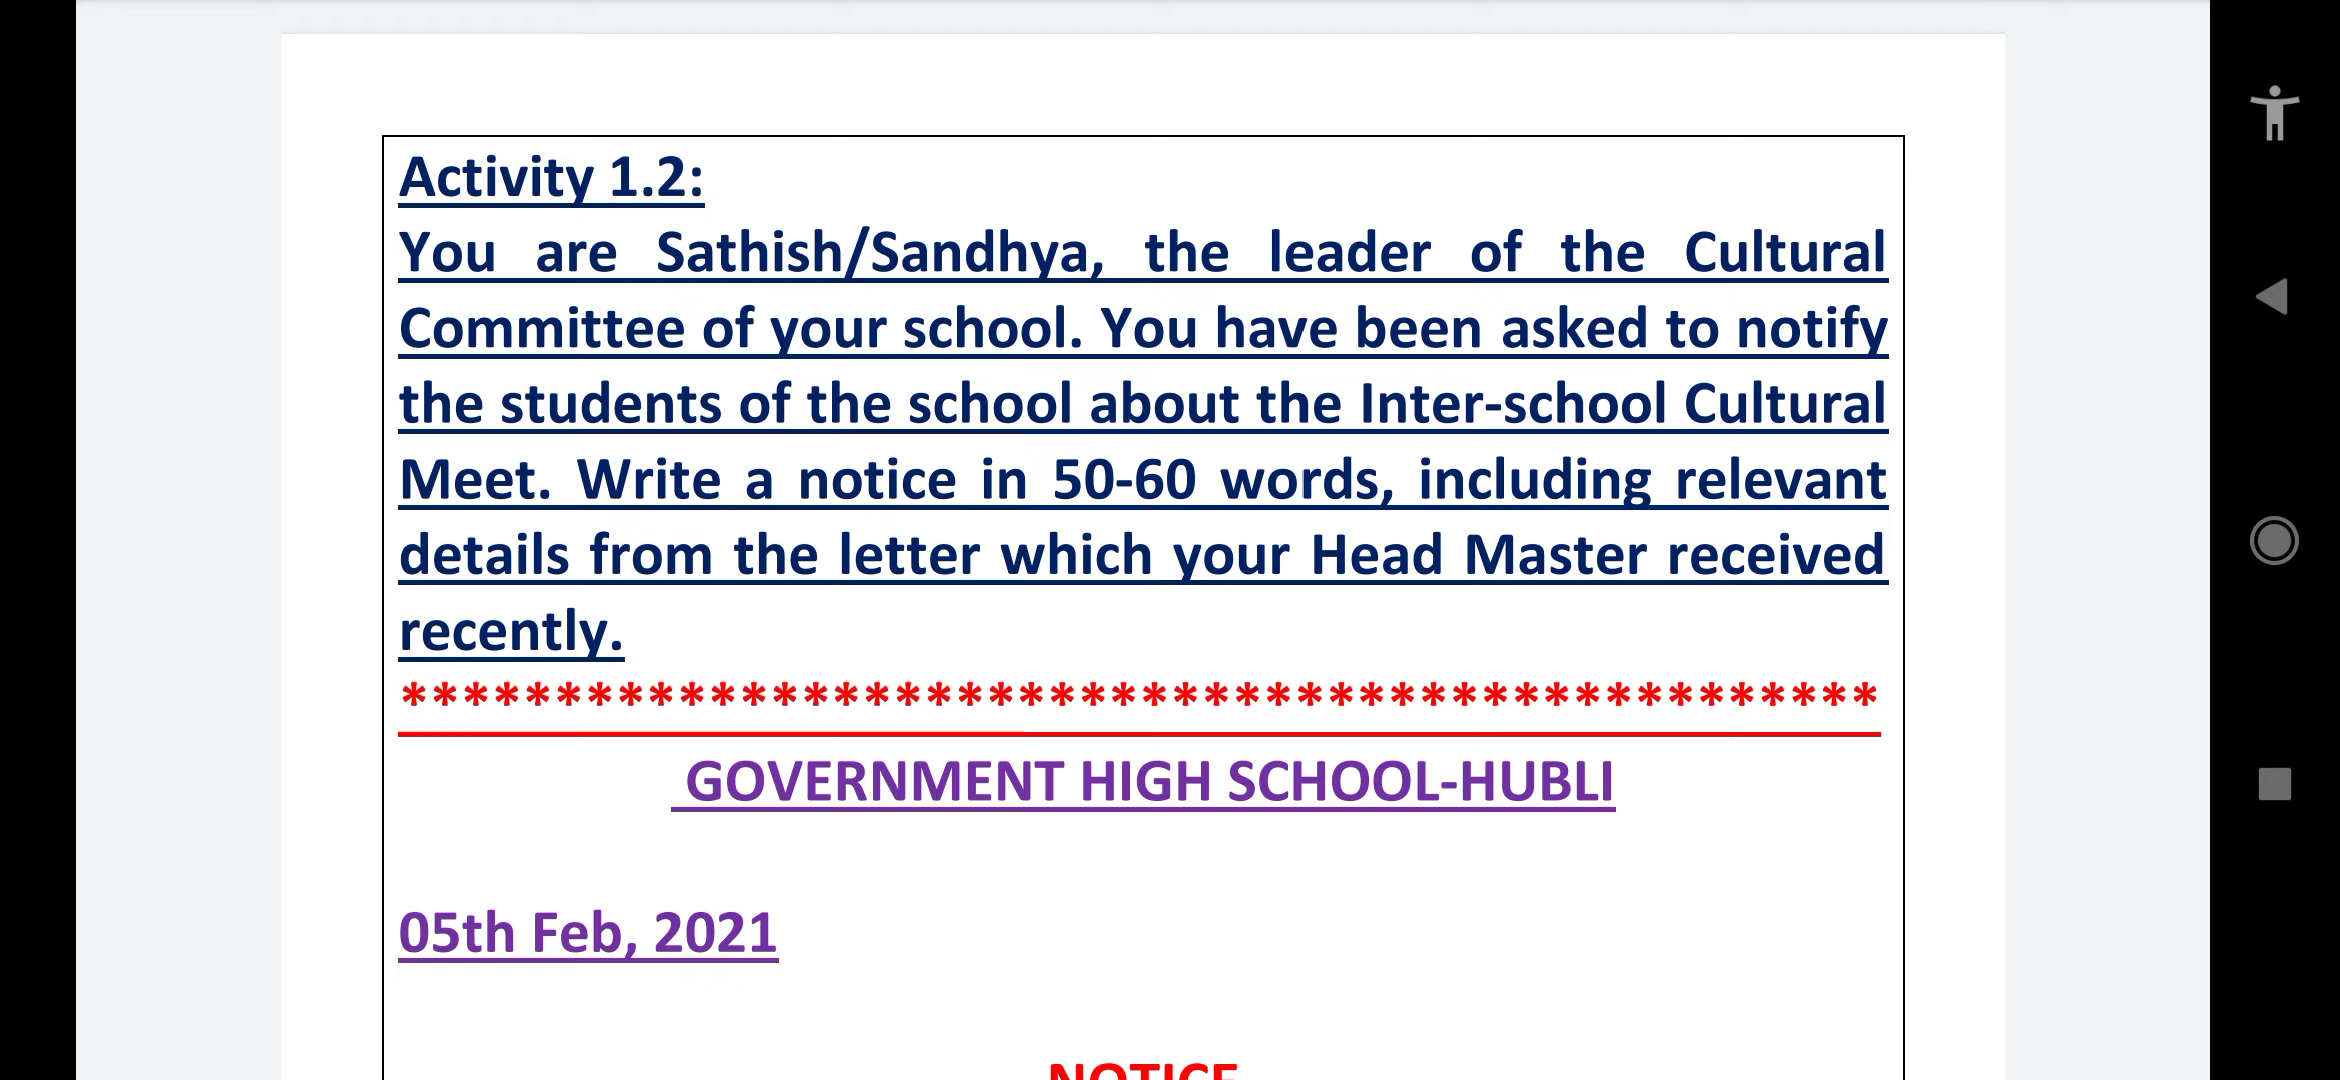 Activity 1.2:
You are Sathish/Sandhya, the leader of the Cultural
Committee of your school. You have been asked to notify
the students of the school about the Inter-school Cultural
Meet. Write a notice in 50-60 words, including relevant
details from the letter which your Head Master received
recently.
************************************************
GOVERNMENT HIGH SCHOOL-HUBLI
05th Feb, 2021
NOTICE